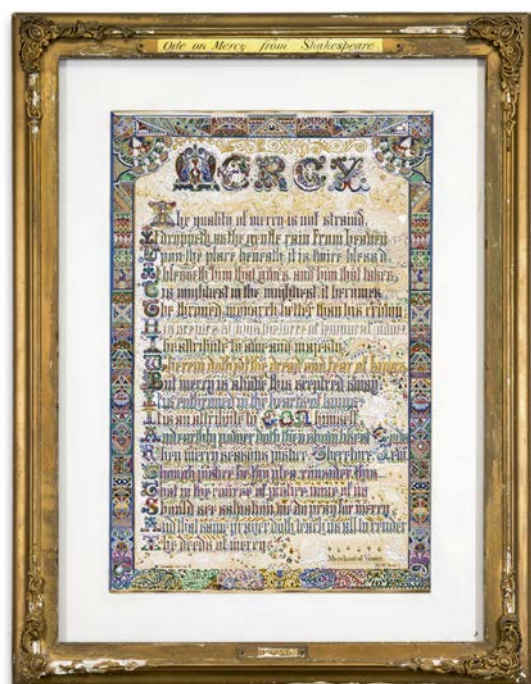 Ode on Mercy from Shakespeare
MERCY
The quality of mercy is not strain'd,
It droppeth as the gentle rain from heaven
Upon the place beneath it is twice bless'd.
It blesseth him that gives and him that takes,
'Tis mightiest in the mightiest it becomes
The throned monarch better than his crown:
His sceptre shows the force of temporal power
The attribute to awe and majesty
Wherein doth sit the dread and fear of kings
But mercy is above this sceptred sway
It is enthroned in the hearts of kings
It is an attribute to GOD himself
And earthly power doth then show likest Gods
When mercy seasons justice. Therefore Jew
Though justice be thy plea consider this
That in the course of justice none of us
Should see salvation. we do pray for mercy
And that same prayer doth teach us all to render
The deeds of mercy.
Merchant of Venice